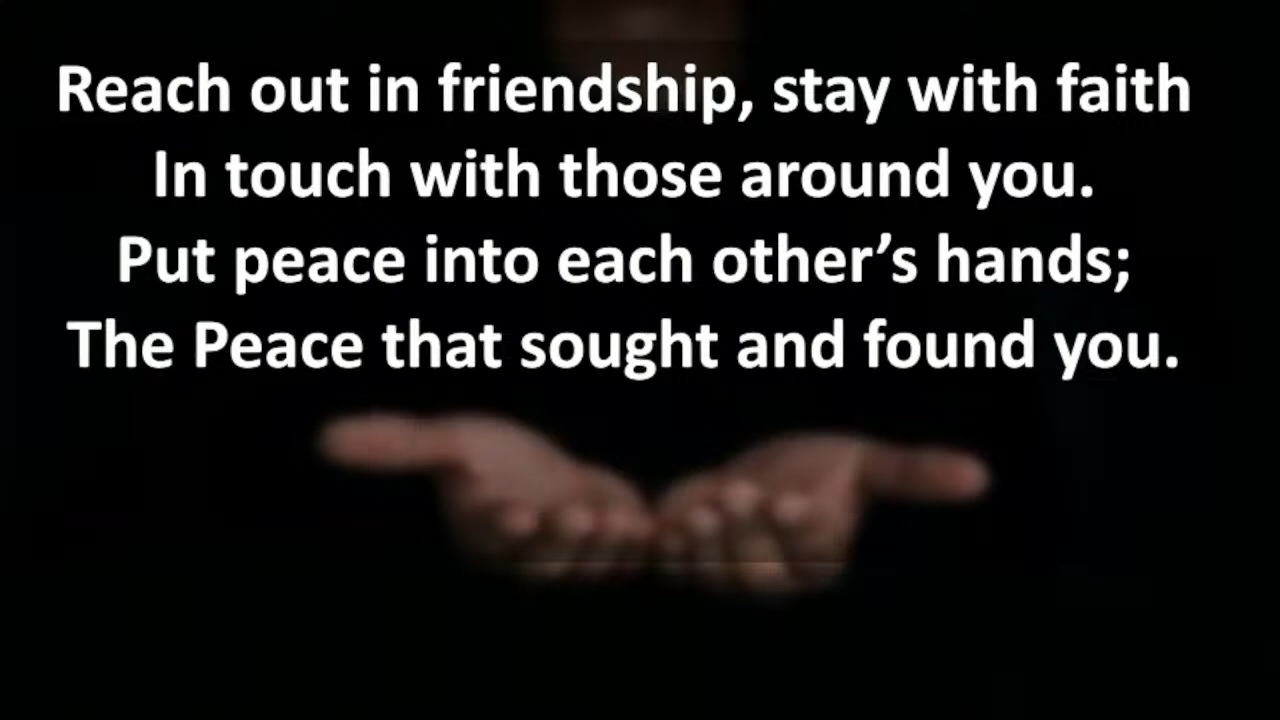 Reach out in friendship, stay with faith
In touch with those around you.
Put peace into each other’s hands;
The Peace that sought and found you.